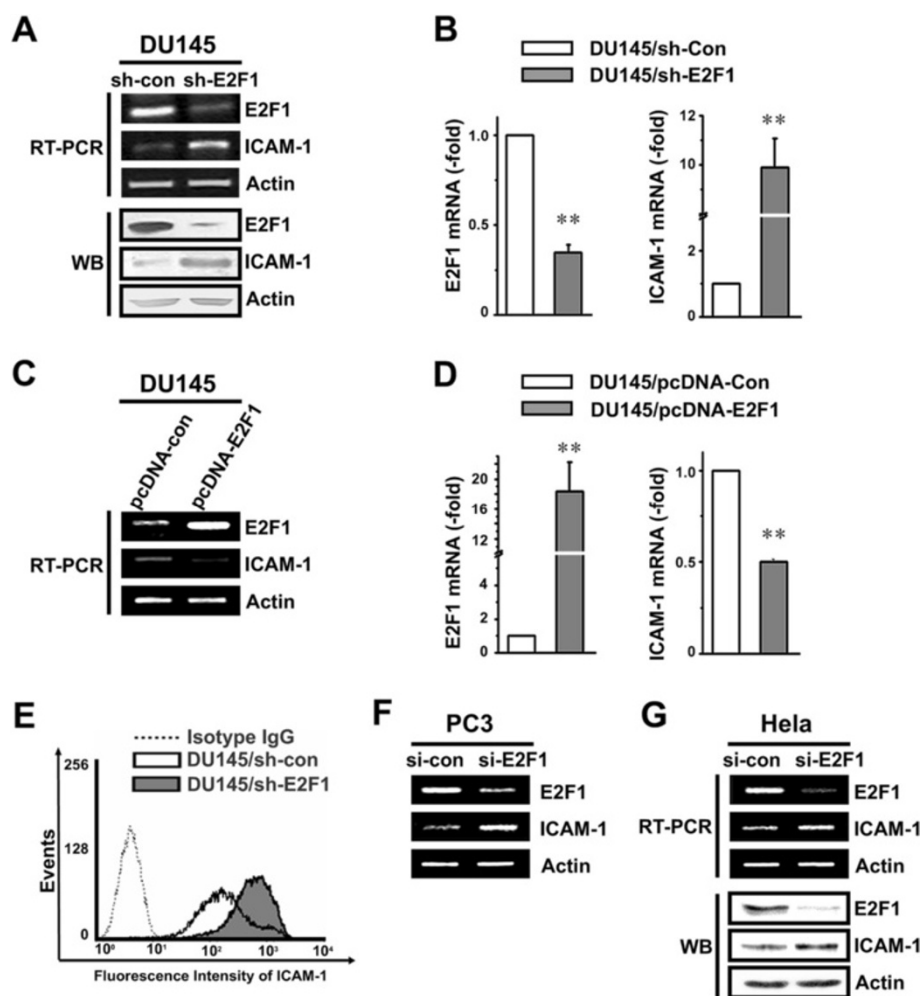 A
DU145
sh-con sh-E2F1
RT-PCR
E2F1
ICAM-1
Actin
WB
E2F1
ICAM-1
Actin
B
DU145/sh-Con
DU145/sh-E2F1
E2F1 mRNA (-fold)
1.0
0.5
0
**
ICAM-1 mRNA (-fold)
12
10
8
2
1
0
**
C
DU145
pcDNA-con
pcDNA-E2F1
RT-PCR
E2F1
ICAM-1
Actin
D
DU145/pcDNA-Con
DU145/pcDNA-E2F1
E2F1 mRNA (-fold)
20
18
16
14
12
4
2
0
**
ICAM-1 mRNA (-fold)
1.0
0.5
0
**
E
Isotype IgG
DU145/sh-con
DU145/sh-E2F1
Events
256
128
0
10⁰ 10¹ 10² 10³ 10⁴
Fluorescence Intensity of ICAM-1
F
PC3
si-con si-E2F1
E2F1
ICAM-1
Actin
G
Hela
si-con si-E2F1
RT-PCR
E2F1
ICAM-1
Actin
WB
E2F1
ICAM-1
Actin